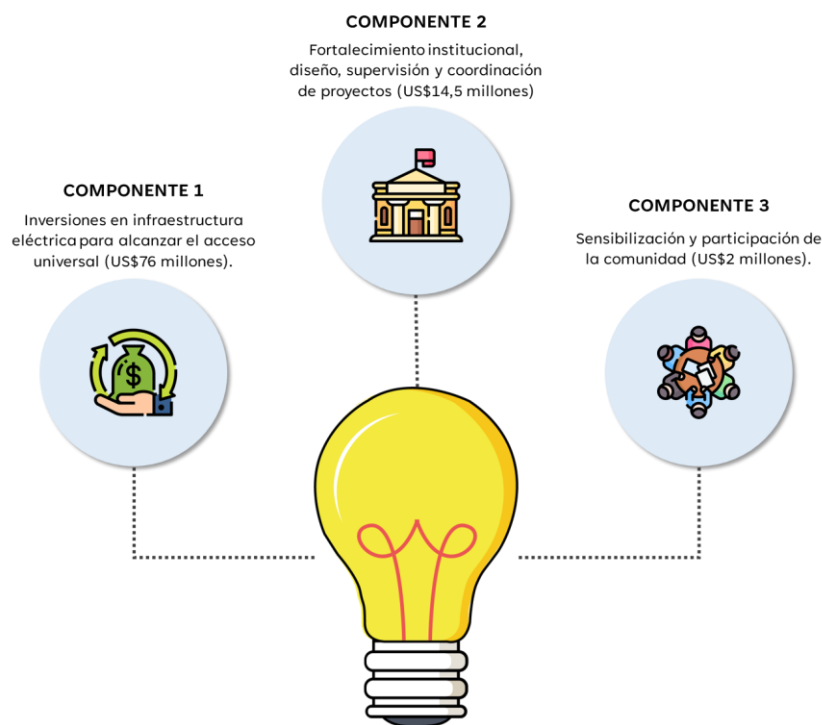 COMPONENTE 1
Inversiones en infraestructura
eléctrica para alcanzar el acceso
universal (US$76 millones).
$
COMPONENTE 2
Fortalecimiento institucional,
diseño, supervisión y coordinación
de proyectos (US$14,5 millones)
COMPONENTE 3
Sensibilización y participación de
la comunidad (US$2 millones).